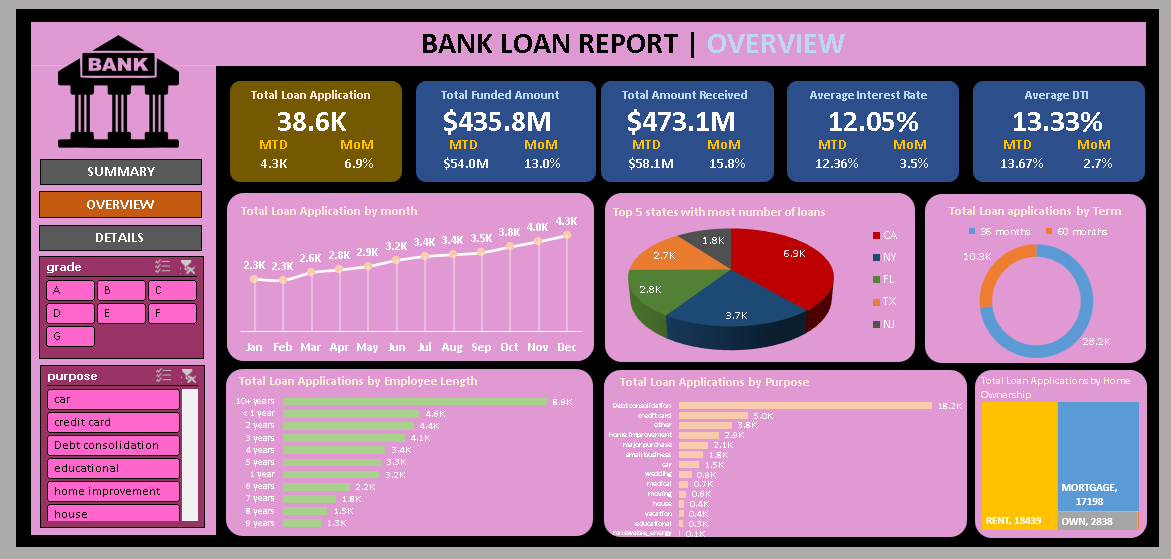 BANK LOAN REPORT | OVERVIEW
BANK
SUMMARY
OVERVIEW
DETAILS
grade
A B C
D E F
G
purpose
car
credit card
Debt consolidation
educational
home improvement
house
Total Loan Application
38.6K
MTD MoM
4.3K 6.9%
Total Funded Amount
$435.8M
MTD MoM
$54.0M 13.0%
Total Amount Received
$473.1M
MTD MoM
$58.1M 15.8%
Average Interest Rate
12.05%
MTD MoM
12.36% 3.5%
Average DTI
13.33%
MTD MoM
13.67% 2.7%
Total Loan Application by month
2.3K 2.3K 2.6K 2.8K 2.9K 3.2K 3.4K 3.4K 3.5K 3.8K 4.0K 4.3K
Jan Feb Mar Apr May Jun Jul Aug Sep Oct Nov Dec
Top 5 states with most number of loans
6.9K
3.7K
2.8K
2.7K
1.8K
CA
NY
FL
TX
NJ
Total Loan applications by Term
36 months 60 months
10.3K
28.2K
Total Loan Applications by Employee Length
10+ years 8.9K
< 1 year 4.6K
2 years 4.4K
3 years 4.1K
4 years 3.4K
5 years 3.3K
1 year 3.2K
6 years 2.2K
7 years 1.8K
8 years 1.5K
9 years 1.3K
Total Loan Applications by Purpose
Debt consolidation 18.2K
credit card 5.0K
other 3.8K
home improvement 2.9K
major purchase 2.1K
small business 1.8K
car 1.5K
wedding 0.9K
medical 0.7K
moving 0.6K
house 0.4K
vacation 0.4K
educational 0.3K
renewable_energy 0.1K
Total Loan Applications by Home
Ownership
RENT, 18439
MORTGAGE,
17198
OWN, 2838